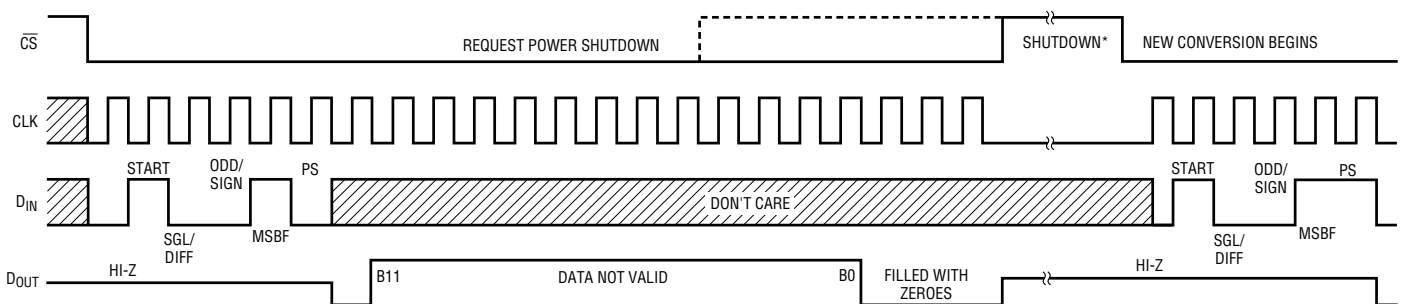 CS
REQUEST POWER SHUTDOWN
SHUTDOWN*
NEW CONVERSION BEGINS
CLK
START
ODD/
SIGN
PS
START
ODD/
SIGN
PS
DIN
DON'T CARE
SGL/
DIFF
MSBF
SGL/
DIFF
MSBF
DOUT
HI-Z
B11
DATA NOT VALID
B0
FILLED WITH
ZEROES
HI-Z